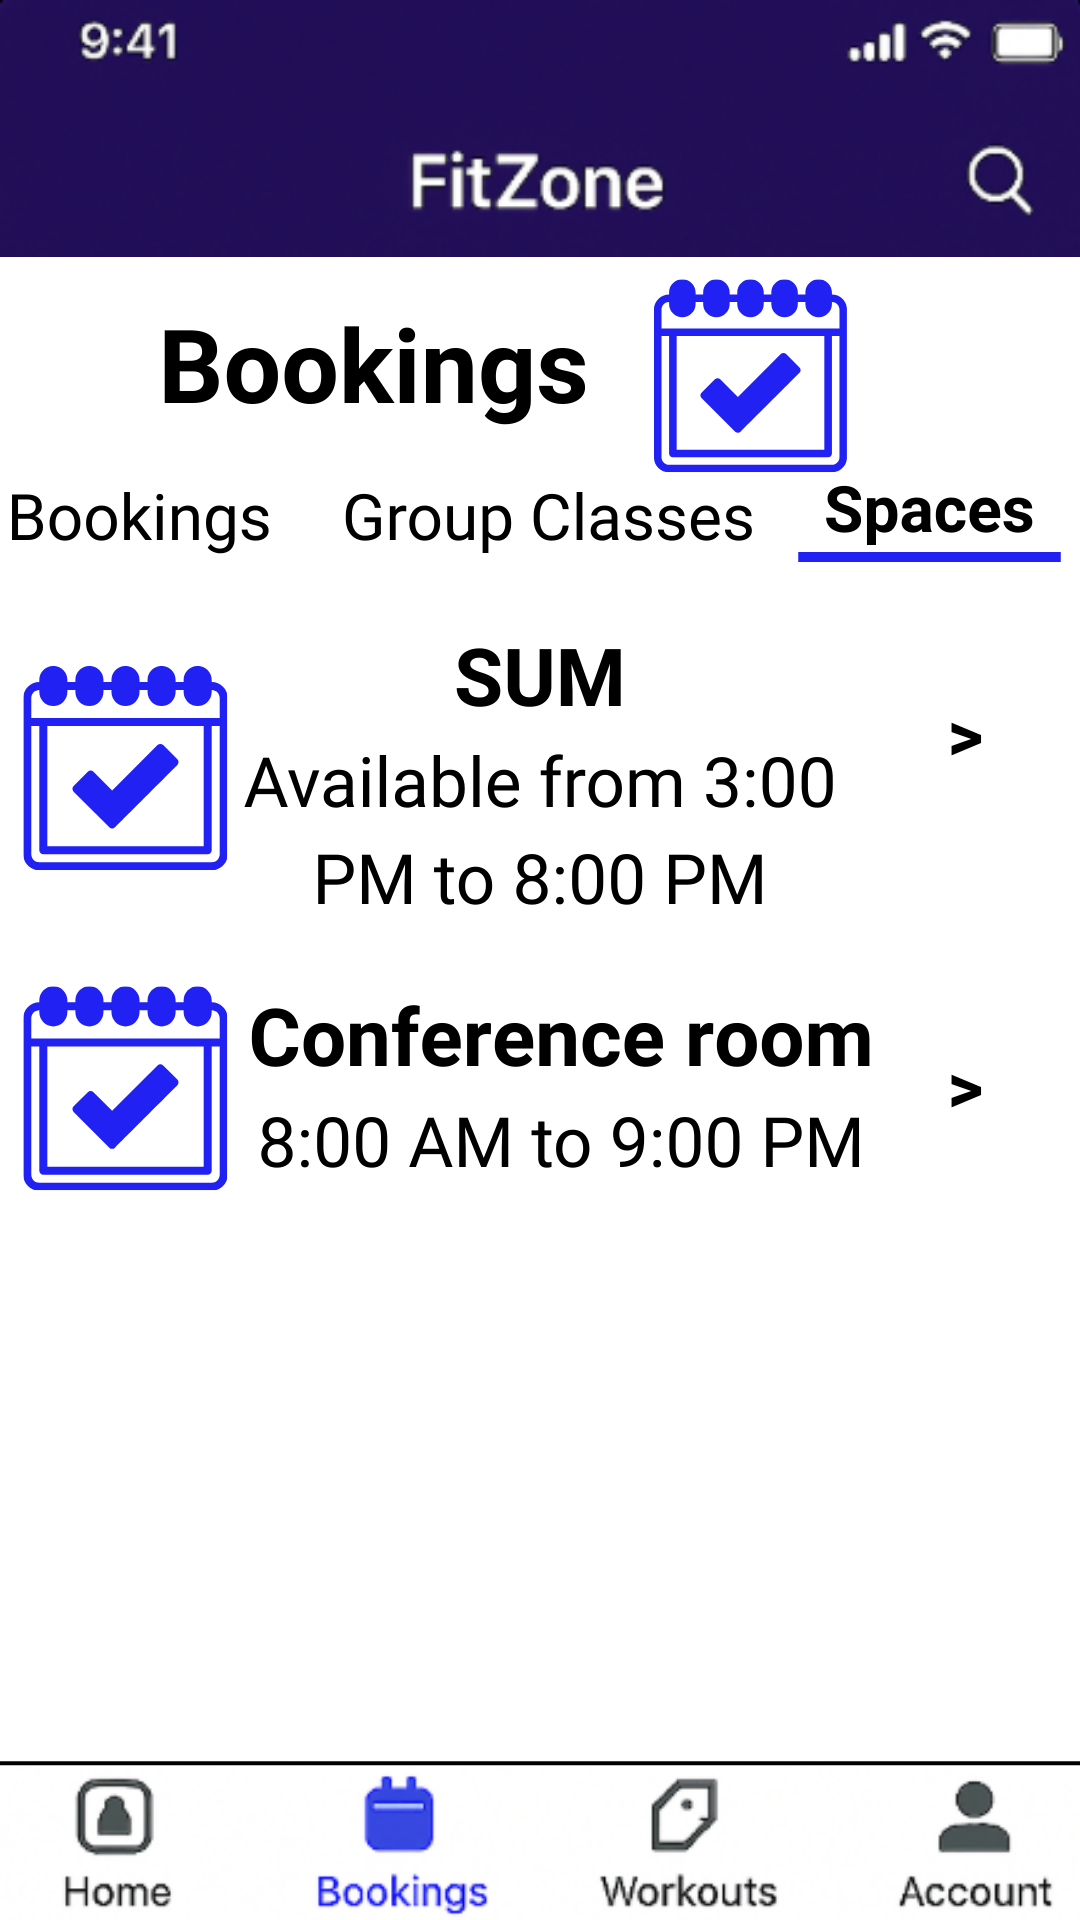 9:41
FitZone
Bookings
Bookings Group Classes Spaces
SUM
Available from 3:00
PM to 8:00 PM
>
Conference room
8:00 AM to 9:00 PM
>
Home Bookings Workouts Account